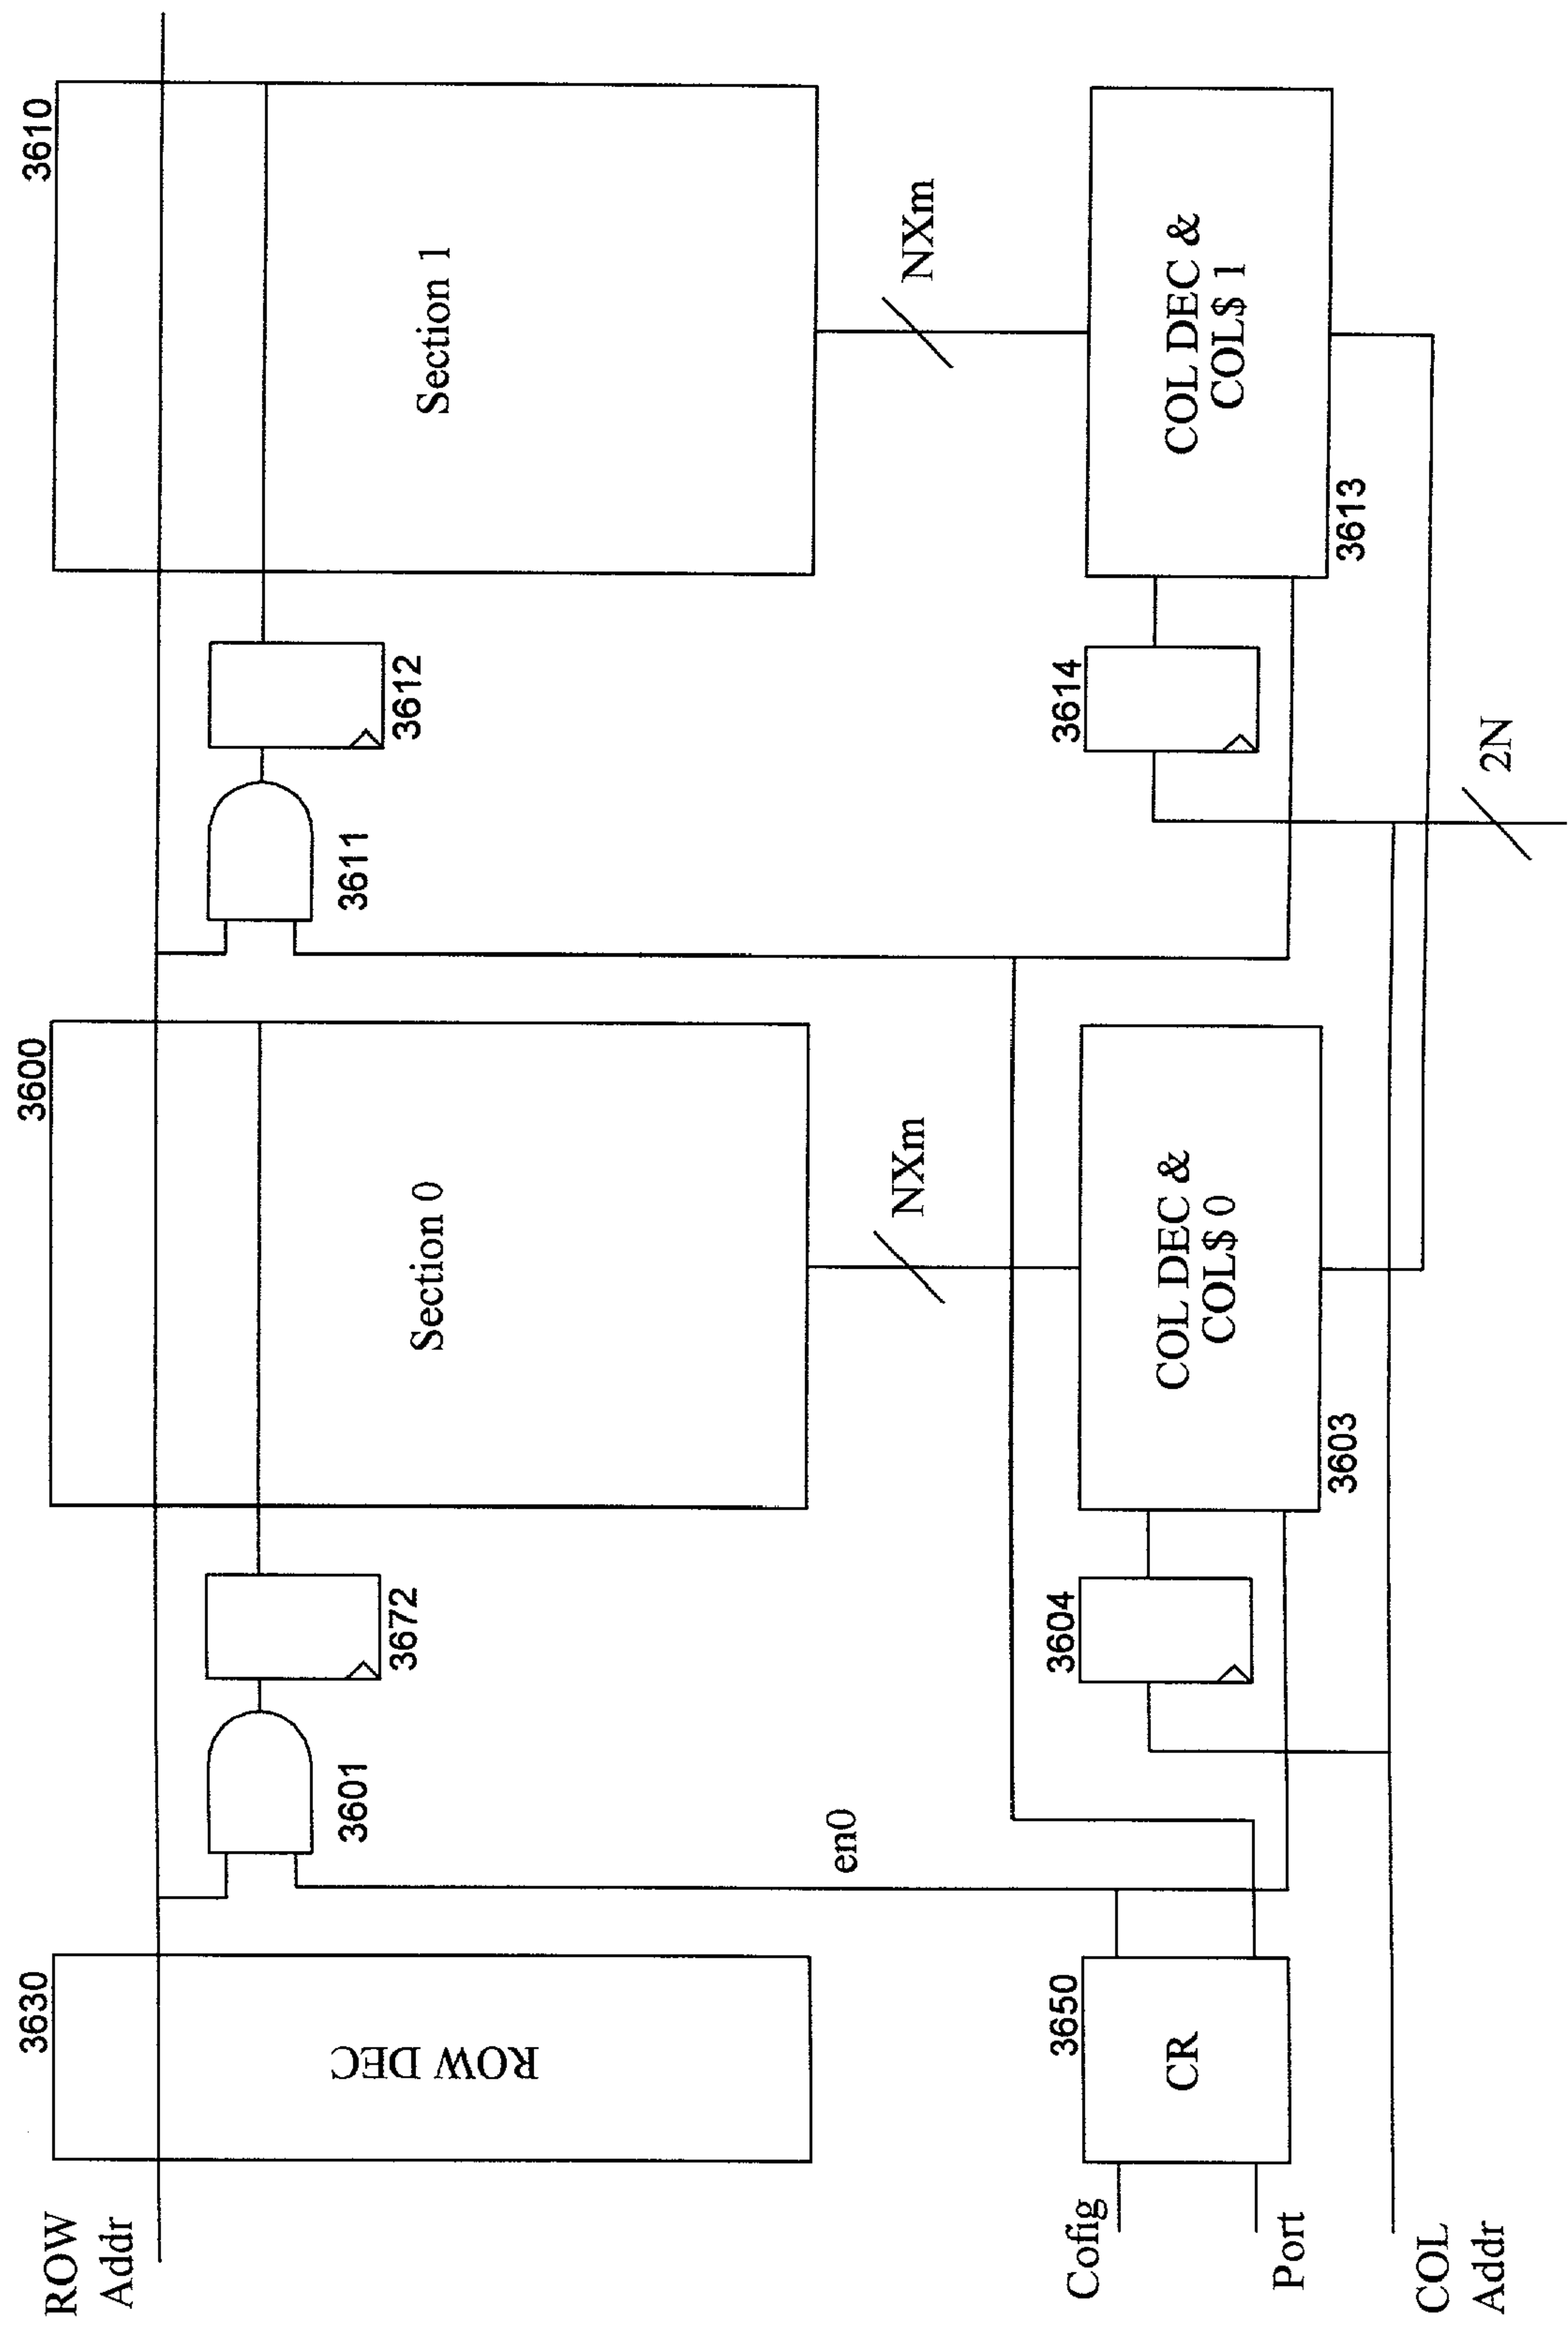 ROW
Addr
3630
ROW DEC
3601
3672
3600
Section 0
3611
3612
3610
Section 1
en0
NXm
NXm
Cofig
Port
3650
CR
3604
COL DEC &
COL$ 0
3603
3614
COL DEC &
COL$ 1
3613
COL
Addr
2N